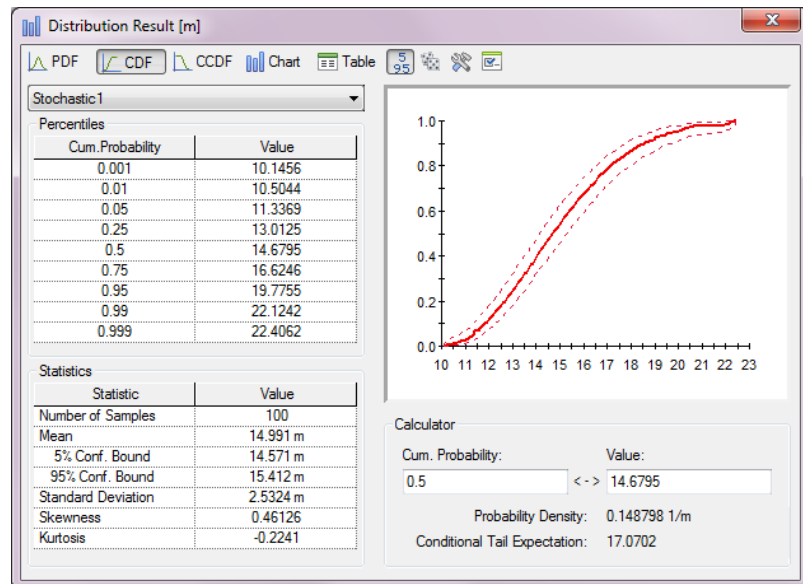 Distribution Result [m]
PDF CDF CCDF Chart Table 5 95
Stochastic1
Percentiles
Cum.Probability Value
0.001 10.1456
0.01 10.5044
0.05 11.3369
0.25 13.0125
0.5 14.6795
0.75 16.6246
0.95 19.7755
0.99 22.1242
0.999 22.4062
Statistics
Statistic Value
Number of Samples 100
Mean 14.991 m
5% Conf. Bound 14.571 m
95% Conf. Bound 15.412 m
Standard Deviation 2.5324 m
Skewness 0.46126
Kurtosis -0.2241
1.0
0.8
0.6
0.4
0.2
0.0
10 11 12 13 14 15 16 17 18 19 20 21 22 23
Calculator
Cum. Probability: Value:
0.5 < - > 14.6795
Probability Density: 0.148798 1/m
Conditional Tail Expectation: 17.0702